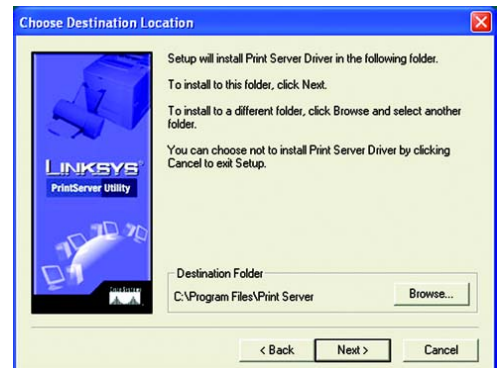 Choose Destination Location
Setup will install Print Server Driver in the following folder.
To install to this folder, click Next.
To install to a different folder, click Browse and select another
folder.
You can choose not to install Print Server Driver by clicking
Cancel to exit Setup.
LINKSYS®
PrintServer Utility
Cisco Systems
Destination Folder
C:\Program Files\Print Server
Browse...
< Back
Next >
Cancel